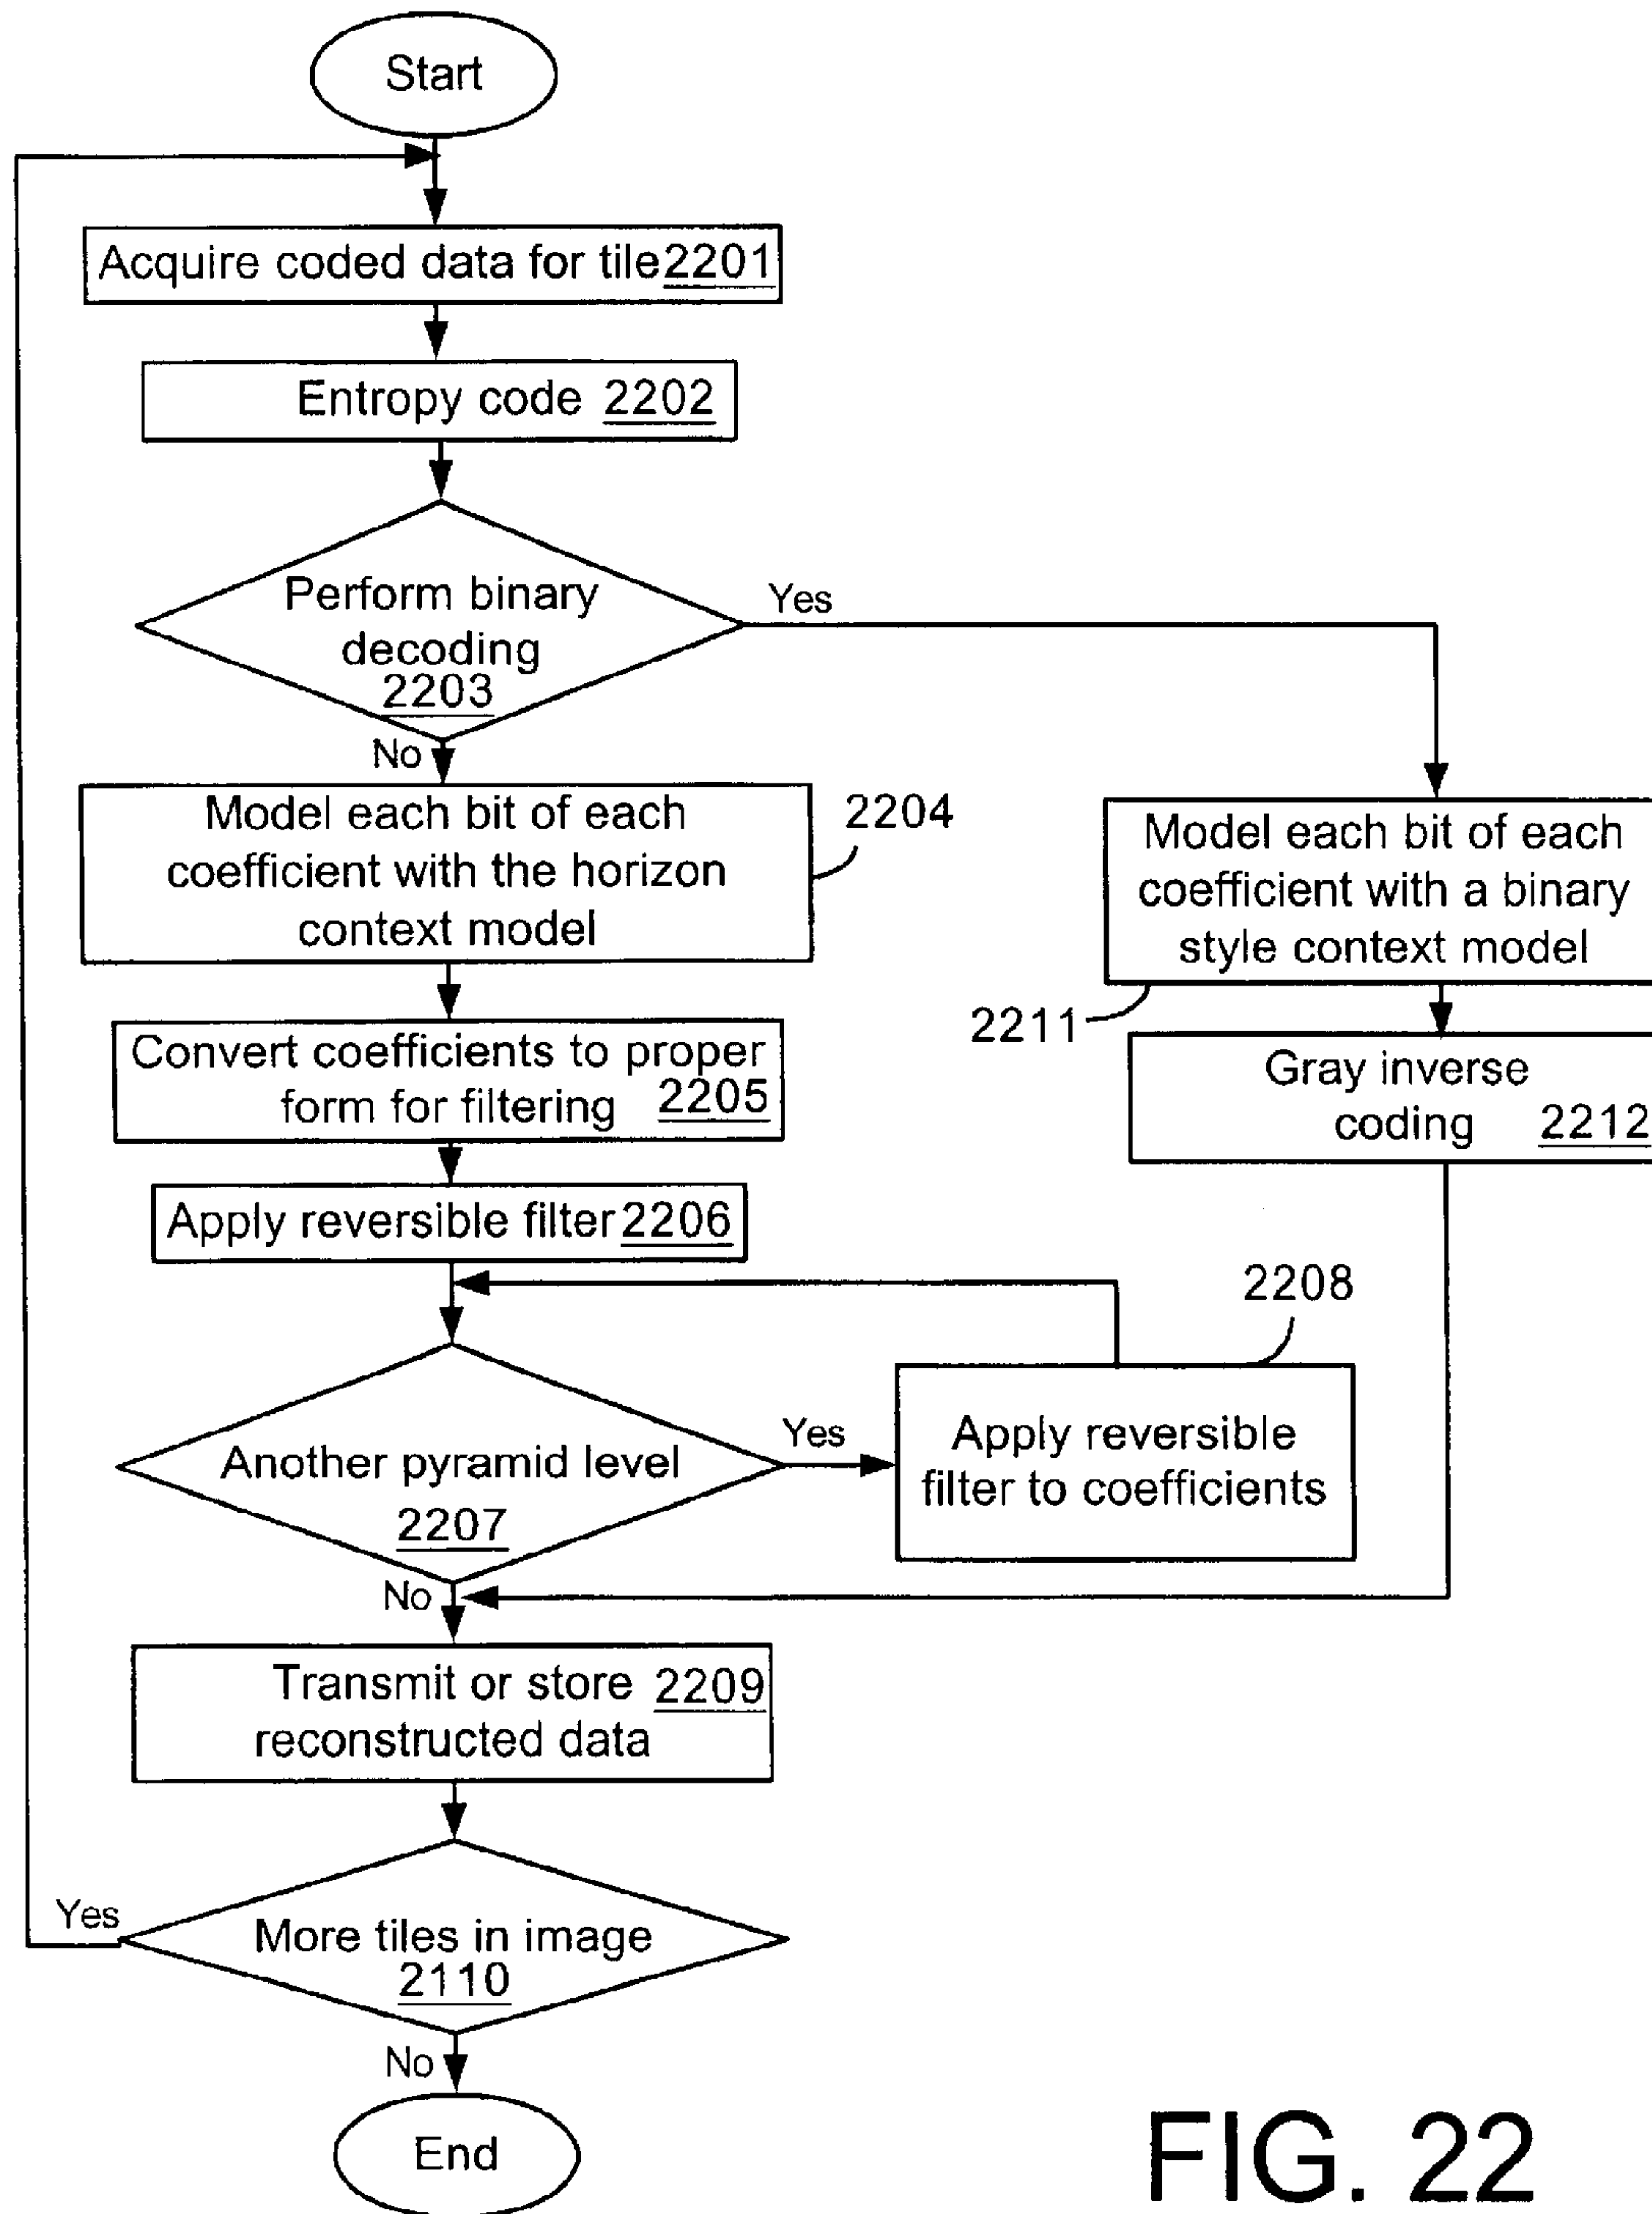 Start
Acquire coded data for tile 2201
Entropy code 2202
Perform binary
decoding
2203
Yes
No
Model each bit of each
coefficient with the horizon
context model
2204
Model each bit of each
coefficient with a binary
style context model
2211
Convert coefficients to proper
form for filtering 2205
Gray inverse
coding 2212
Apply reversible filter 2206
2208
Another pyramid level
2207
Yes
Apply reversible
filter to coefficients
No
Transmit or store 2209
reconstructed data
Yes
More tiles in image
2110
No
End
FIG. 22